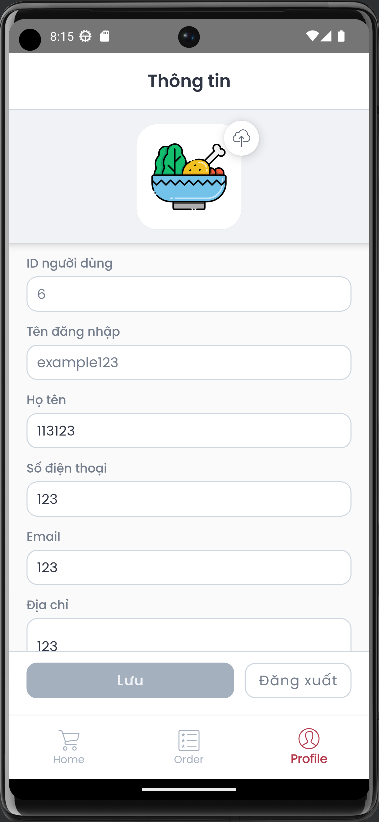 8:15
Thông tin
ID người dùng
6
Tên đăng nhập
example123
Họ tên
113123
Số điện thoại
123
Email
123
Địa chỉ
123
Lưu
Đăng xuất
Home
Order
Profile